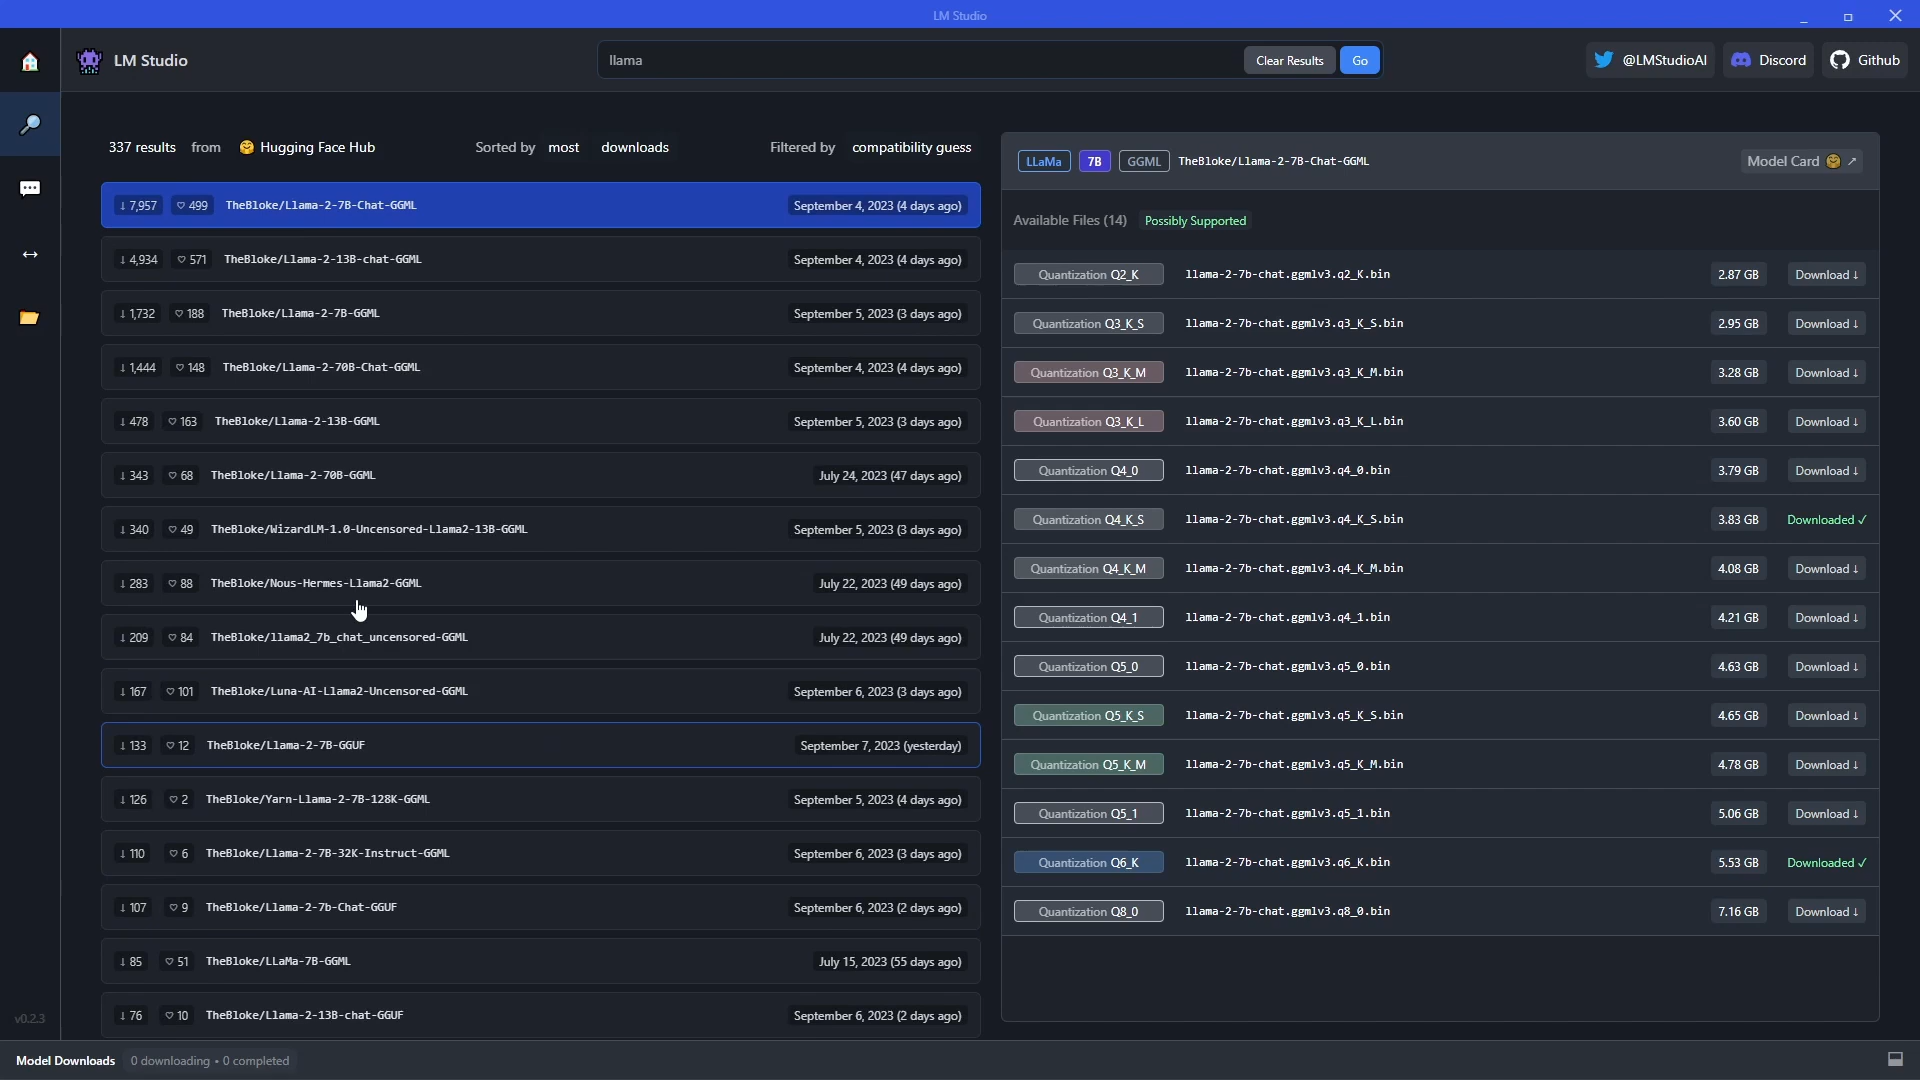 LM Studio
LM Studio
llama
Clear Results
Go
@LMStudioAI
Discord
Github
337 results from 🤗 Hugging Face Hub
Sorted by most downloads
Filtered by compatibility guess
↓ 7,957 ♡ 499 TheBloke/Llama-2-7B-Chat-GGML September 4, 2023 (4 days ago)
↓ 4,934 ♡ 571 TheBloke/Llama-2-13B-chat-GGML September 4, 2023 (4 days ago)
↓ 1,732 ♡ 188 TheBloke/Llama-2-7B-GGML September 5, 2023 (3 days ago)
↓ 1,444 ♡ 148 TheBloke/Llama-2-70B-Chat-GGML September 4, 2023 (4 days ago)
↓ 478 ♡ 163 TheBloke/Llama-2-13B-GGML September 5, 2023 (3 days ago)
↓ 343 ♡ 68 TheBloke/Llama-2-70B-GGML July 24, 2023 (47 days ago)
↓ 340 ♡ 49 TheBloke/WizardLM-1.0-Uncensored-Llama2-13B-GGML September 5, 2023 (3 days ago)
↓ 283 ♡ 88 TheBloke/Nous-Hermes-Llama2-GGML July 22, 2023 (49 days ago)
↓ 209 ♡ 84 TheBloke/llama2_7b_chat_uncensored-GGML July 22, 2023 (49 days ago)
↓ 167 ♡ 101 TheBloke/Luna-AI-Llama2-Uncensored-GGML September 6, 2023 (3 days ago)
↓ 133 ♡ 12 TheBloke/Llama-2-7B-GGUF September 7, 2023 (yesterday)
↓ 126 ♡ 2 TheBloke/Yarn-Llama-2-7B-128K-GGML September 5, 2023 (4 days ago)
↓ 110 ♡ 6 TheBloke/Llama-2-7B-32K-Instruct-GGML September 6, 2023 (3 days ago)
↓ 107 ♡ 9 TheBloke/Llama-2-7b-Chat-GGUF September 6, 2023 (2 days ago)
↓ 85 ♡ 51 TheBloke/LLaMa-7B-GGML July 15, 2023 (55 days ago)
↓ 76 ♡ 10 TheBloke/Llama-2-13B-chat-GGUF September 6, 2023 (2 days ago)
LLaMa 7B GGML TheBloke/Llama-2-7B-Chat-GGML Model Card 🤗 ↗
Available Files (14) Possibly Supported
Quantization Q2_K llama-2-7b-chat.ggmlv3.q2_K.bin 2.87 GB Download ↓
Quantization Q3_K_S llama-2-7b-chat.ggmlv3.q3_K_S.bin 2.95 GB Download ↓
Quantization Q3_K_M llama-2-7b-chat.ggmlv3.q3_K_M.bin 3.28 GB Download ↓
Quantization Q3_K_L llama-2-7b-chat.ggmlv3.q3_K_L.bin 3.60 GB Download ↓
Quantization Q4_0 llama-2-7b-chat.ggmlv3.q4_0.bin 3.79 GB Download ↓
Quantization Q4_K_S llama-2-7b-chat.ggmlv3.q4_K_S.bin 3.83 GB Downloaded ✓
Quantization Q4_K_M llama-2-7b-chat.ggmlv3.q4_K_M.bin 4.08 GB Download ↓
Quantization Q4_1 llama-2-7b-chat.ggmlv3.q4_1.bin 4.21 GB Download ↓
Quantization Q5_0 llama-2-7b-chat.ggmlv3.q5_0.bin 4.63 GB Download ↓
Quantization Q5_K_S llama-2-7b-chat.ggmlv3.q5_K_S.bin 4.65 GB Download ↓
Quantization Q5_K_M llama-2-7b-chat.ggmlv3.q5_K_M.bin 4.78 GB Download ↓
Quantization Q5_1 llama-2-7b-chat.ggmlv3.q5_1.bin 5.06 GB Download ↓
Quantization Q6_K llama-2-7b-chat.ggmlv3.q6_K.bin 5.53 GB Downloaded ✓
Quantization Q8_0 llama-2-7b-chat.ggmlv3.q8_0.bin 7.16 GB Download ↓
v0.2.3
Model Downloads 0 downloading • 0 completed